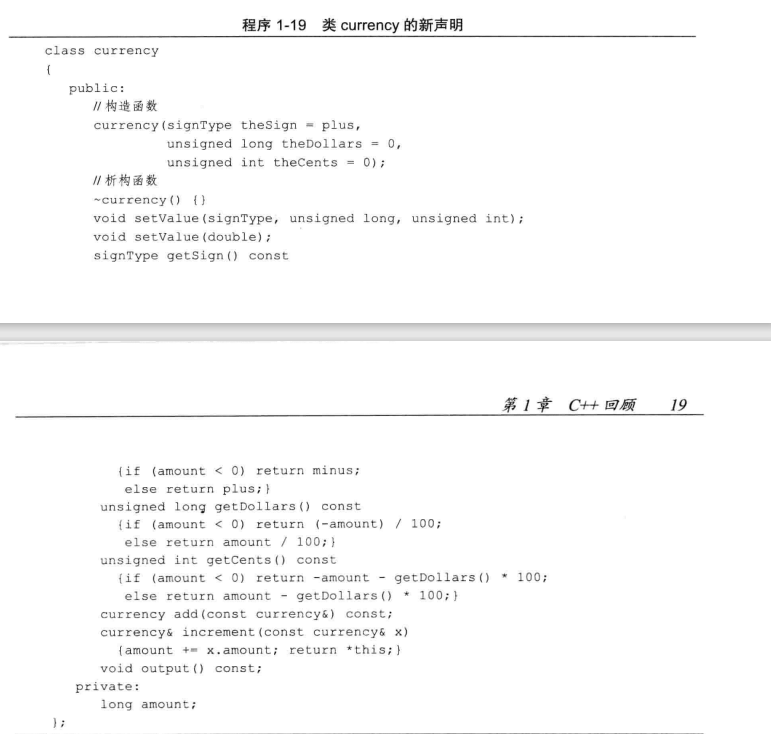 程序 1-19 类 currency 的新声明
class currency
{
public:
// 构造函数
currency(signType theSign = plus,
unsigned long theDollars = 0,
unsigned int theCents = 0);
// 析构函数
~currency() {}
void setValue(signType, unsigned long, unsigned int);
void setValue(double);
signType getSign() const
第 1 章 C++ 回顾 19
{if (amount < 0) return minus;
else return plus;}
unsigned long getDollars() const
{if (amount < 0) return (-amount) / 100;
else return amount / 100;}
unsigned int getCents() const
{if (amount < 0) return -amount - getDollars() * 100;
else return amount - getDollars() * 100;}
currency add(const currency&) const;
currency& increment(const currency& x)
{amount += x.amount; return *this;}
void output() const;
private:
long amount;
};